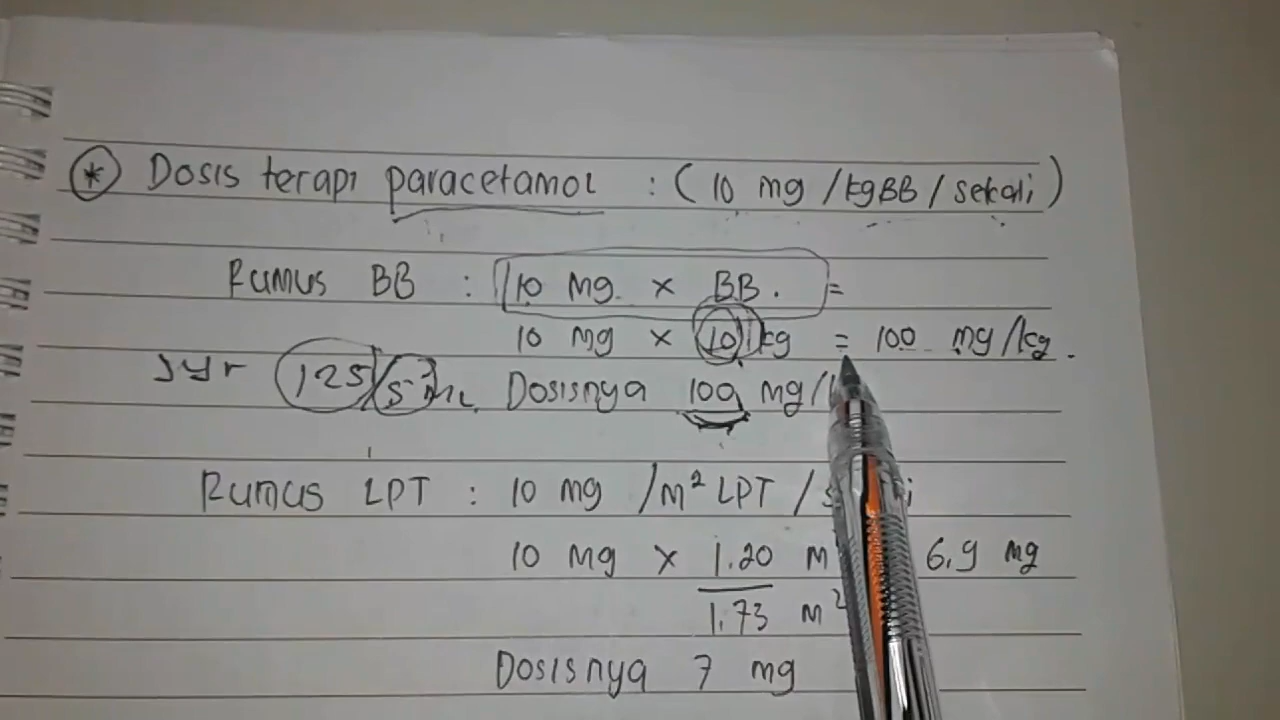 * Dosis terapi paracetamol : (10 mg /kgBB / sekali)
Rumus BB : 10 Mg. x BB. =
10 mg x 10 kg = 100 mg/kg.
syr 125/5 ml. Dosisnya 100 mg/
Rumus LPT : 10 mg /m² LPT /
10 Mg x 1.20 m 6,9 mg
1.73 m²
Dosisnya 7 mg